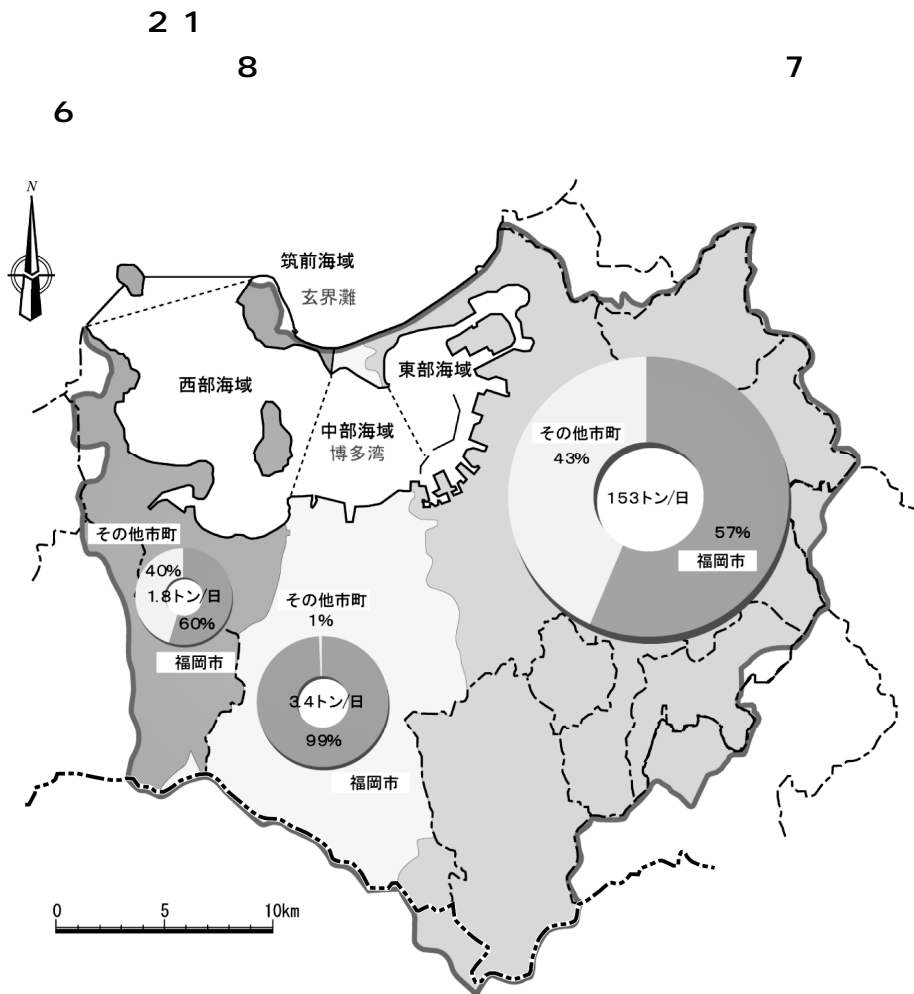 2 1
8 7
6
N
筑前海域
玄界灘
西部海域
東部海域
中部海域
博多湾
その他市町
43%
153トン/日
57%
福岡市
その他市町
40%
1.8トン/日
60%
福岡市
その他市町
1%
3.4トン/日
99%
福岡市
0 5 10km